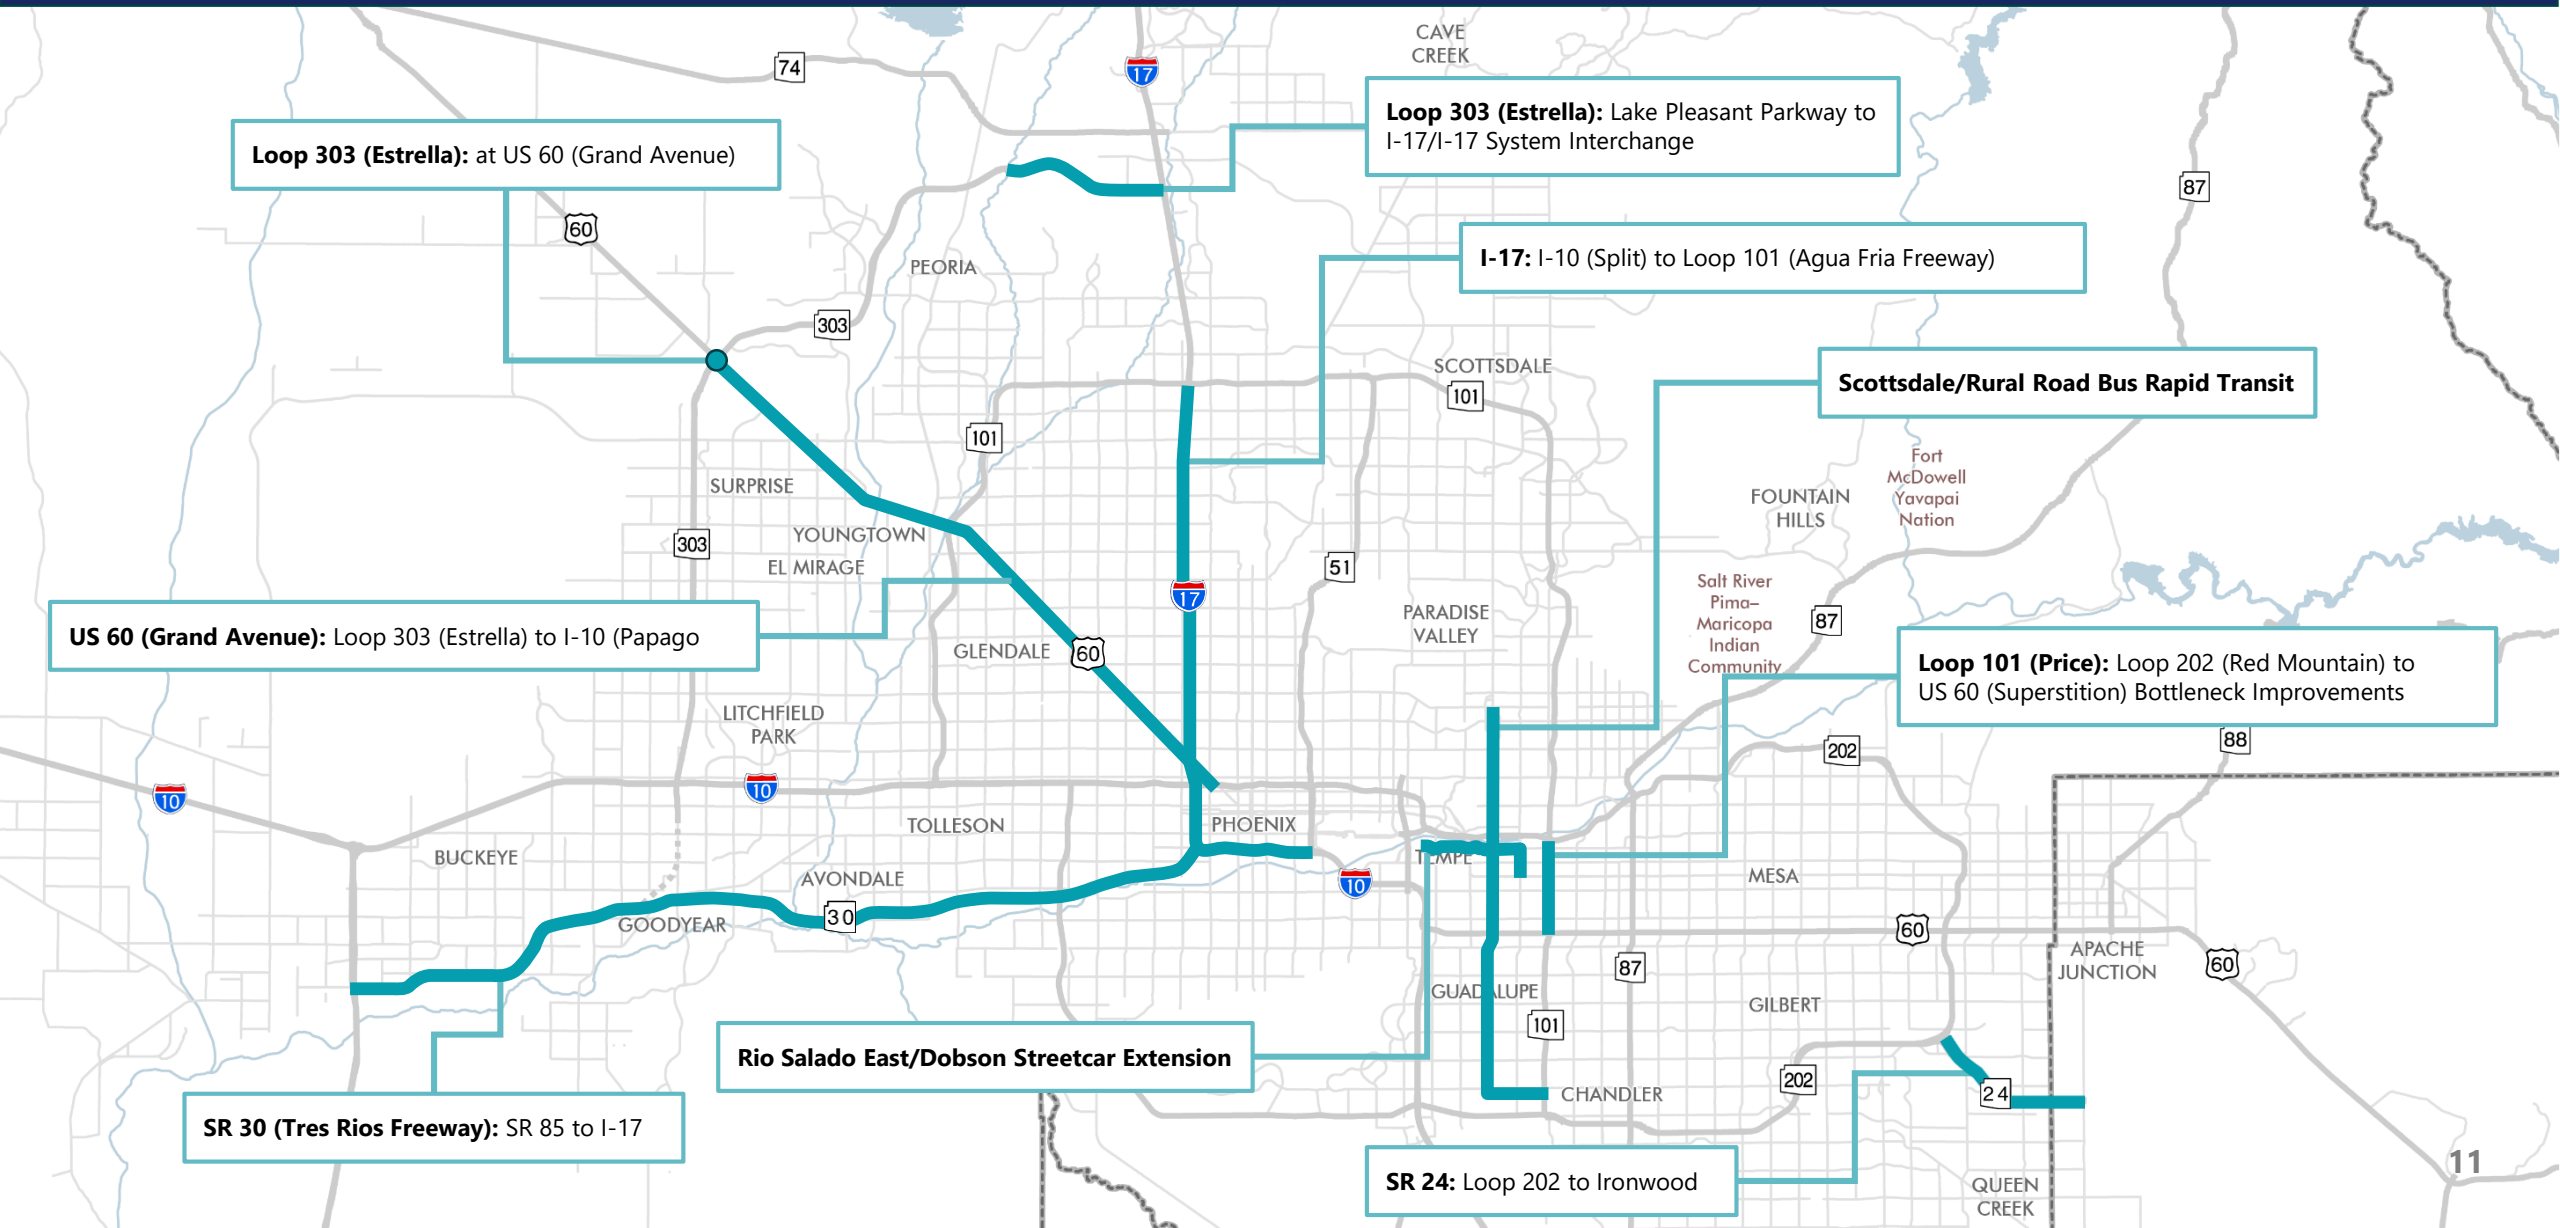 CAVE
CREEK
74
17
Loop 303 (Estrella): Lake Pleasant Parkway to
I-17/I-17 System Interchange
Loop 303 (Estrella): at US 60 (Grand Avenue)
87
60
I-17: I-10 (Split) to Loop 101 (Agua Fria Freeway)
PEORIA
303
SCOTTSDALE
101
Scottsdale/Rural Road Bus Rapid Transit
101
SURPRISE
Fort
McDowell
Yavapai
Nation
FOUNTAIN
HILLS
YOUNGTOWN
303
EL MIRAGE
51
17
Salt River
Pima–
Maricopa
Indian
Community
PARADISE
VALLEY
87
US 60 (Grand Avenue): Loop 303 (Estrella) to I-10 (Papago
GLENDALE
60
Loop 101 (Price): Loop 202 (Red Mountain) to
US 60 (Superstition) Bottleneck Improvements
LITCHFIELD
PARK
202
88
10
10
TOLLESON
PHOENIX
BUCKEYE
TEMPE
AVONDALE
10
MESA
30
GOODYEAR
60
APACHE
JUNCTION
60
87
GUADALUPE
GILBERT
101
Rio Salado East/Dobson Streetcar Extension
202
24
CHANDLER
SR 30 (Tres Rios Freeway): SR 85 to I-17
SR 24: Loop 202 to Ironwood
QUEEN
CREEK
11